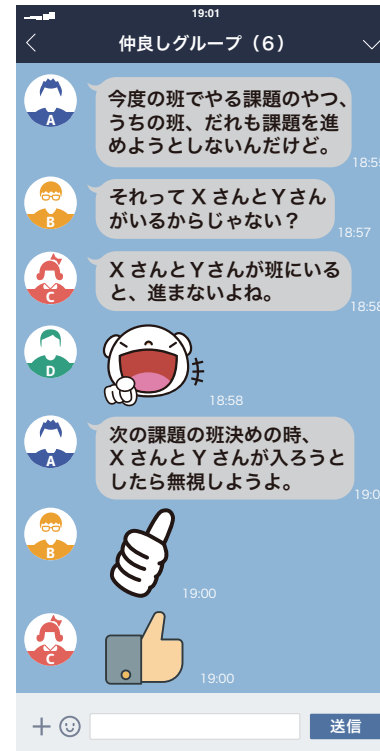 19:01
仲良しグループ（6）
今度の班でやる課題のやつ、
うちの班、だれも課題を進
めようとしないんだけど。
A
18:55
それって X さんとYさん
がいるからじゃない？
B
18:57
X さんとYさんが班にいる
と、進まないよね。
C
18:58
D
18:58
次の課題の班決めの時、
X さんと Y さんが入ろうと
したら無視しようよ。
A
19:0
B
19:00
C
19:00
送信